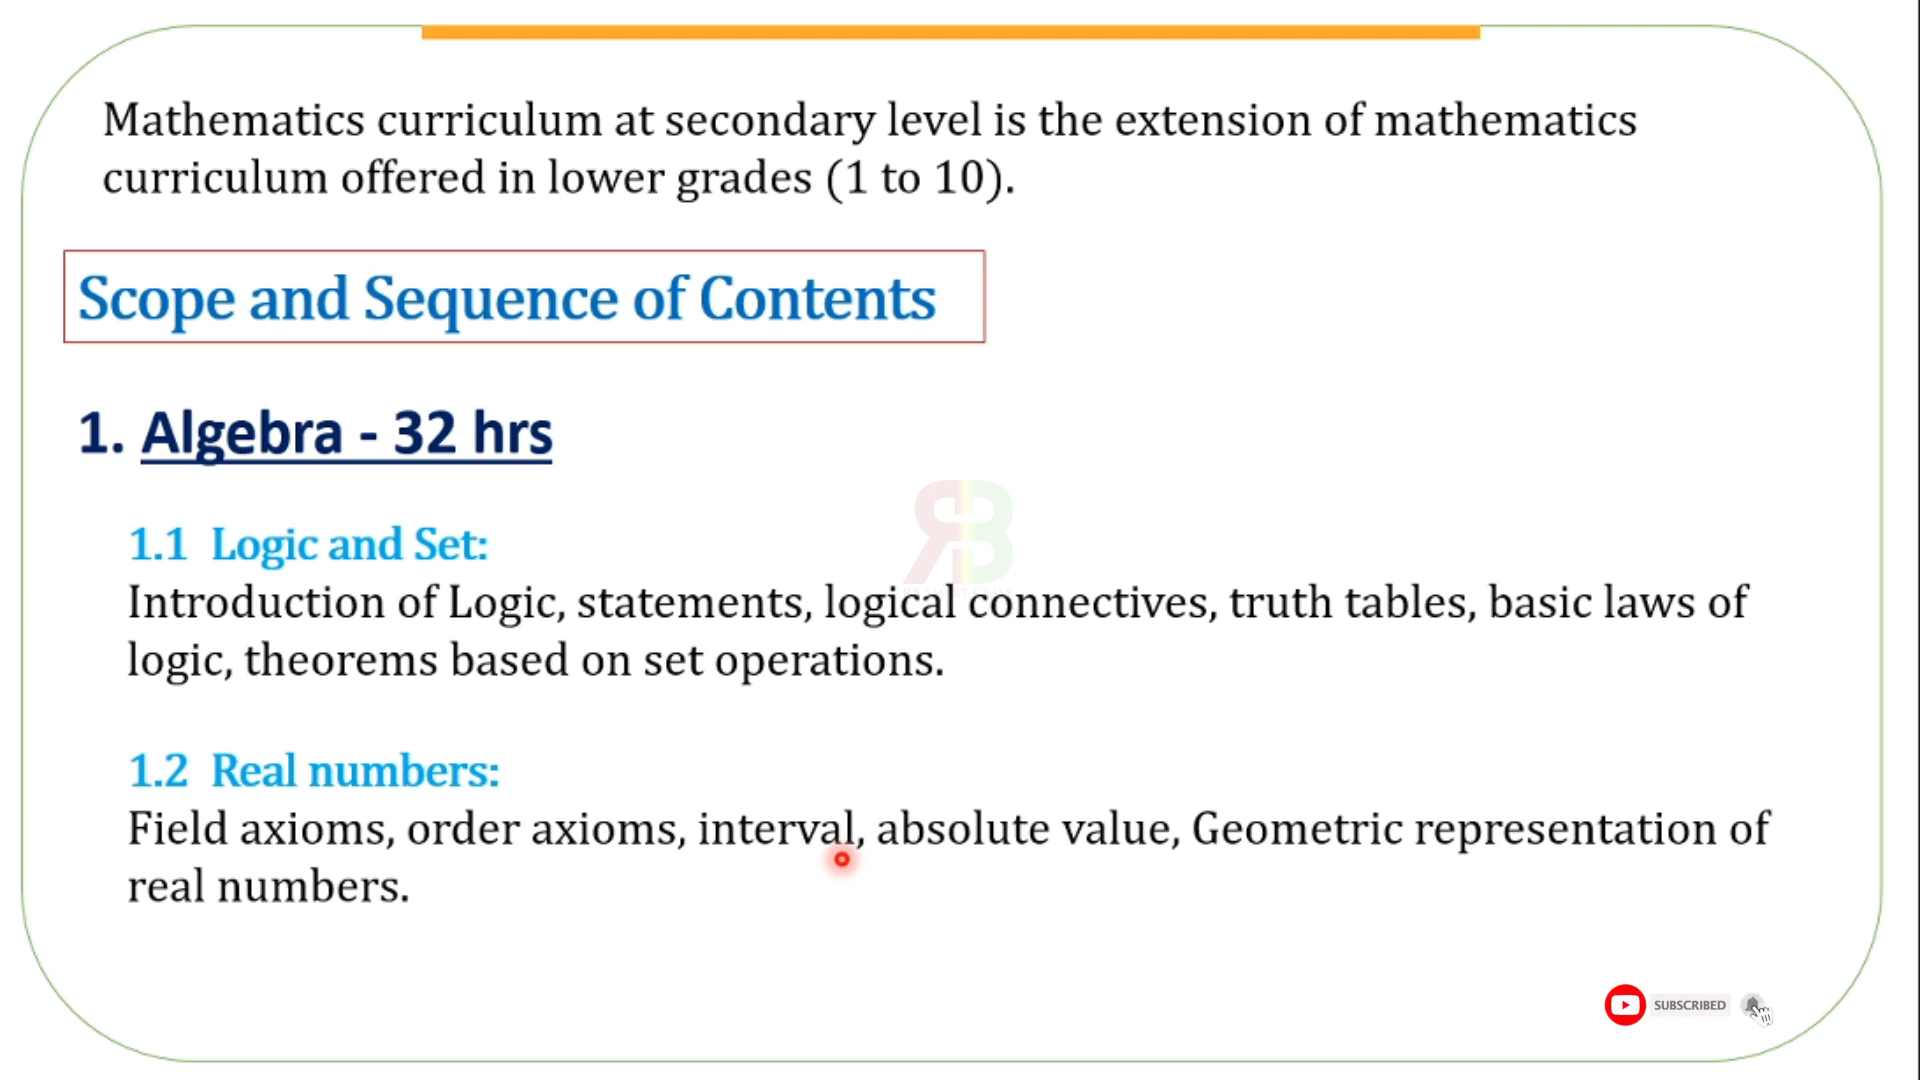 Mathematics curriculum at secondary level is the extension of mathematics
curriculum offered in lower grades (1 to 10).
Scope and Sequence of Contents
1. Algebra - 32 hrs
1.1 Logic and Set:
Introduction of Logic, statements, logical connectives, truth tables, basic laws of
logic, theorems based on set operations.
1.2 Real numbers:
Field axioms, order axioms, interval, absolute value, Geometric representation of
real numbers.
SUBSCRIBED